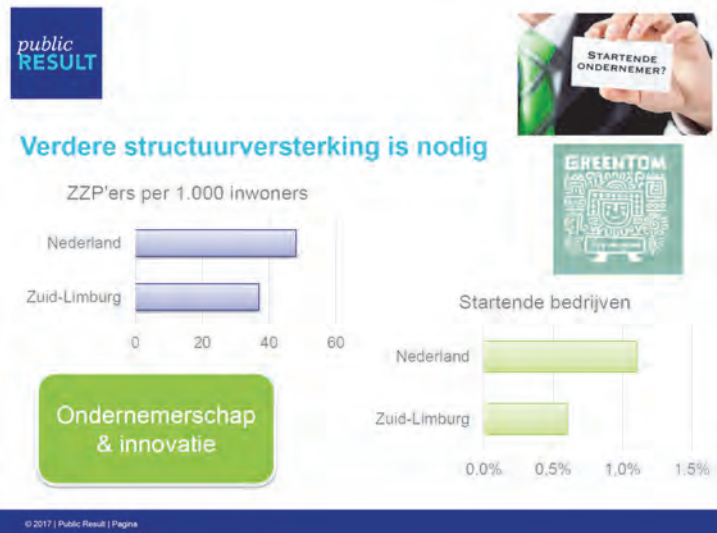 public
RESULT
STARTENDE
ONDERNEMER?
Verdere structuurversterking is nodig
GREENTOM
ZZP'ers per 1.000 inwoners
Nederland
Zuid-Limburg
0 20 40 60
Startende bedrijven
Nederland
Zuid-Limburg
0.0% 0,5% 1,0% 1.5%
Ondernemerschap
& innovatie
© 2017 | Public Result | Pagina